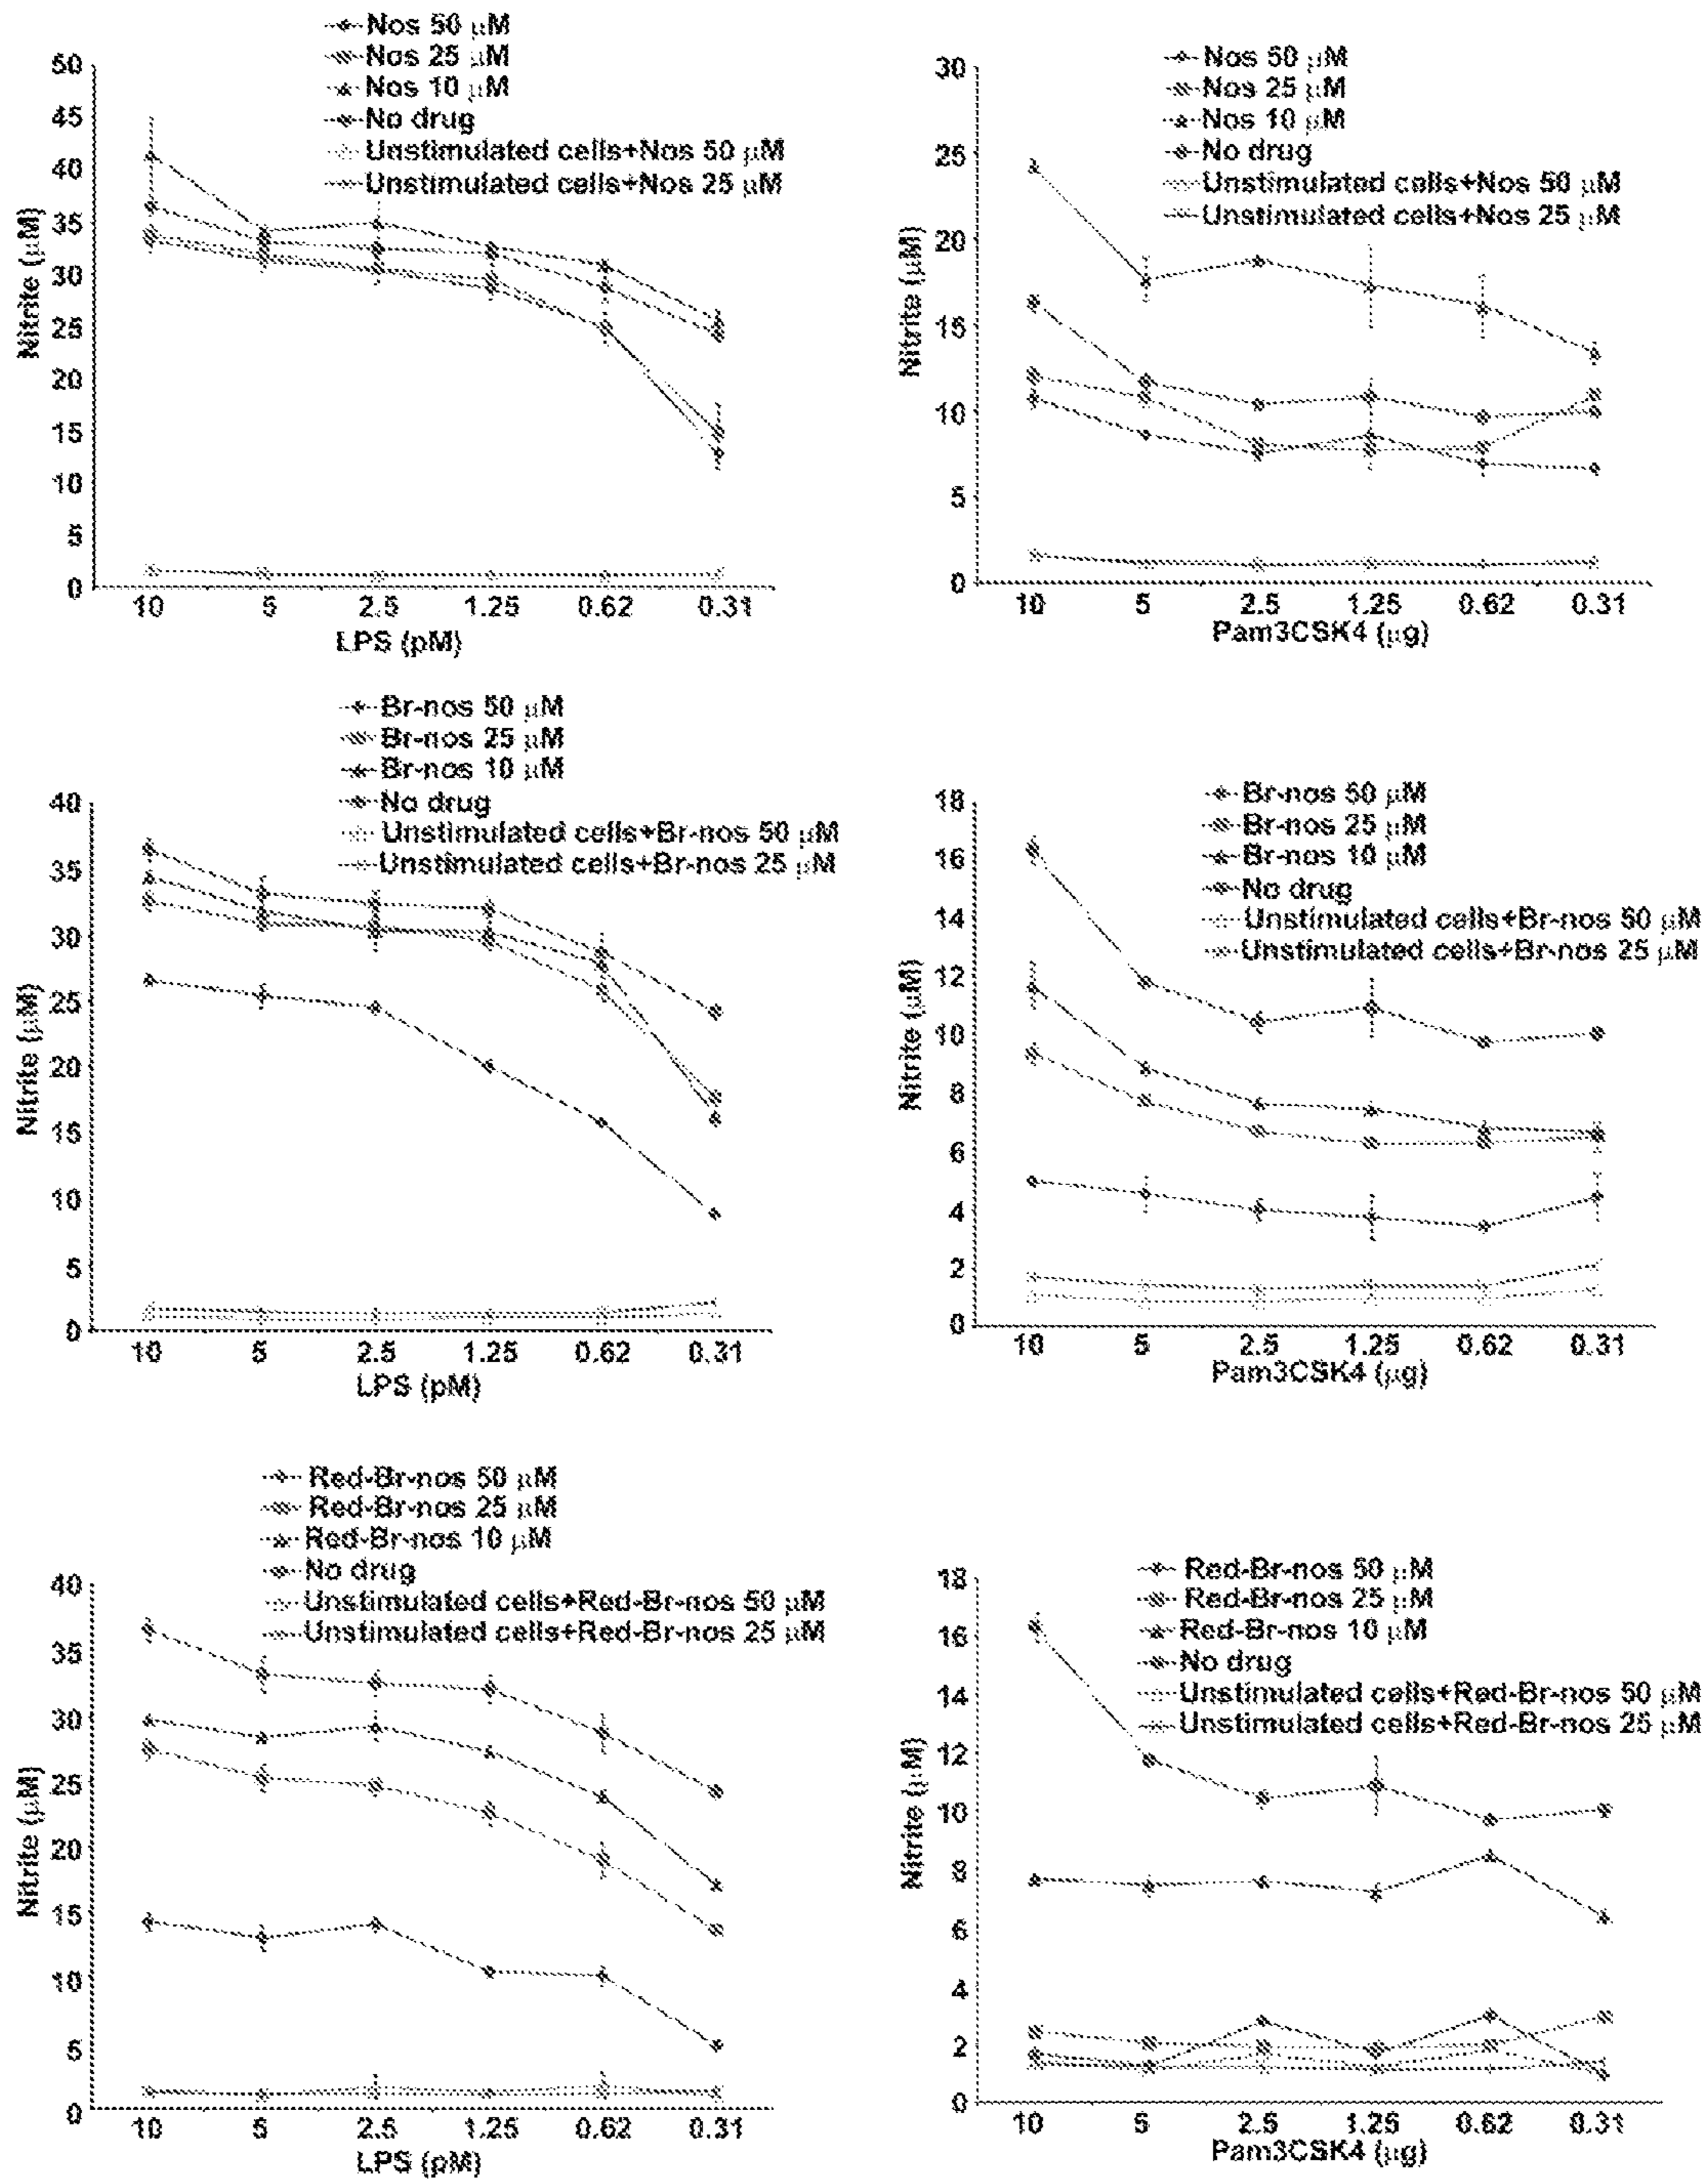 Nos 50 μM
Nos 25 μM
Nos 10 μM
No drug
Unstimulated cells+Nos 50 μM
Unstimulated cells+Nos 25 μM
50
45
40
35
30
25
20
15
10
5
0
Nitrite (μM)
10 5 2.5 1.25 0.62 0.31
LPS (pM)
Nos 50 μM
Nos 25 μM
Nos 10 μM
No drug
Unstimulated cells+Nos 50 μM
Unstimulated cells+Nos 25 μM
30
25
20
15
10
5
0
Nitrite (μM)
10 5 2.5 1.25 0.62 0.31
Pam3CSK4 (μg)
Br-nos 50 μM
Br-nos 25 μM
Br-nos 10 μM
No drug
Unstimulated cells+Br-nos 50 μM
Unstimulated cells+Br-nos 25 μM
40
35
30
25
20
15
10
5
0
Nitrite (μM)
10 5 2.5 1.25 0.62 0.31
LPS (pM)
Br-nos 50 μM
Br-nos 25 μM
Br-nos 10 μM
No drug
Unstimulated cells+Br-nos 50 μM
Unstimulated cells+Br-nos 25 μM
18
16
14
12
10
8
6
4
2
0
Nitrite (μM)
10 5 2.5 1.25 0.62 0.31
Pam3CSK4 (μg)
Red-Br-nos 50 μM
Red-Br-nos 25 μM
Red-Br-nos 10 μM
No drug
Unstimulated cells+Red-Br-nos 50 μM
Unstimulated cells+Red-Br-nos 25 μM
40
35
30
25
20
15
10
5
0
Nitrite (μM)
10 5 2.5 1.25 0.62 0.31
LPS (pM)
Red-Br-nos 50 μM
Red-Br-nos 25 μM
Red-Br-nos 10 μM
No drug
Unstimulated cells+Red-Br-nos 50 μM
Unstimulated cells+Red-Br-nos 25 μM
18
16
14
12
10
8
6
4
2
0
Nitrite (μM)
10 5 2.5 1.25 0.62 0.31
Pam3CSK4 (μg)